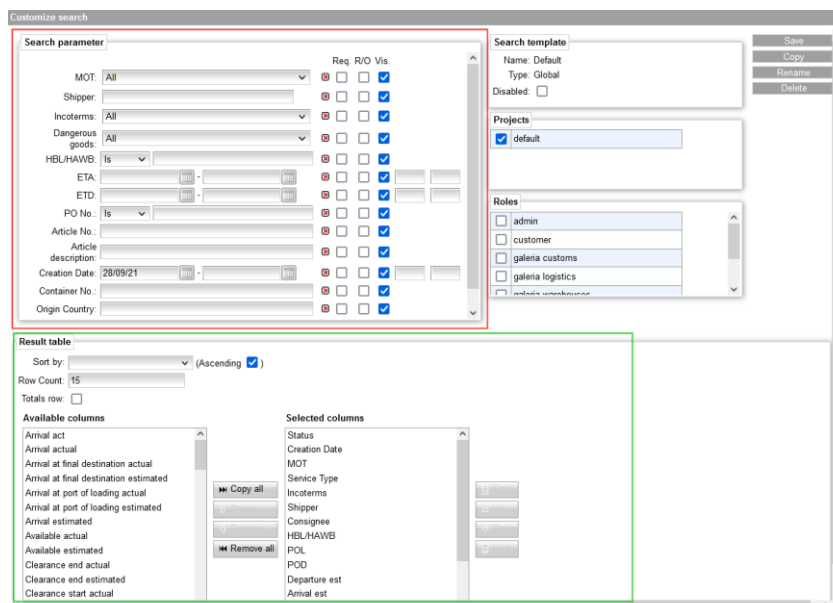 Customize search
Search parameter
Req. R/O Vis.
MOT: All
Shipper:
Incoterms: All
Dangerous goods: All
HBL/HAWB: Is
ETA: -
ETD: -
PO No.: Is
Article No.:
Article description:
Creation Date: 28/09/21 -
Container No.:
Origin Country:
Search template
Name: Default
Type: Global
Disabled:
Projects
default
Roles
admin
customer
galeria customs
galeria logistics
galeria warehouses
Save
Copy
Rename
Delete
Result table
Sort by: (Ascending )
Row Count: 15
Totals row:
Available columns
Arrival act
Arrival actual
Arrival at final destination actual
Arrival at final destination estimated
Arrival at port of loading actual
Arrival at port of loading estimated
Arrival estimated
Available actual
Available estimated
Clearance end actual
Clearance end estimated
Clearance start actual
Copy all
Remove all
Selected columns
Status
Creation Date
MOT
Service Type
Incoterms
Shipper
Consignee
HBL/HAWB
POL
POD
Departure est
Arrival est